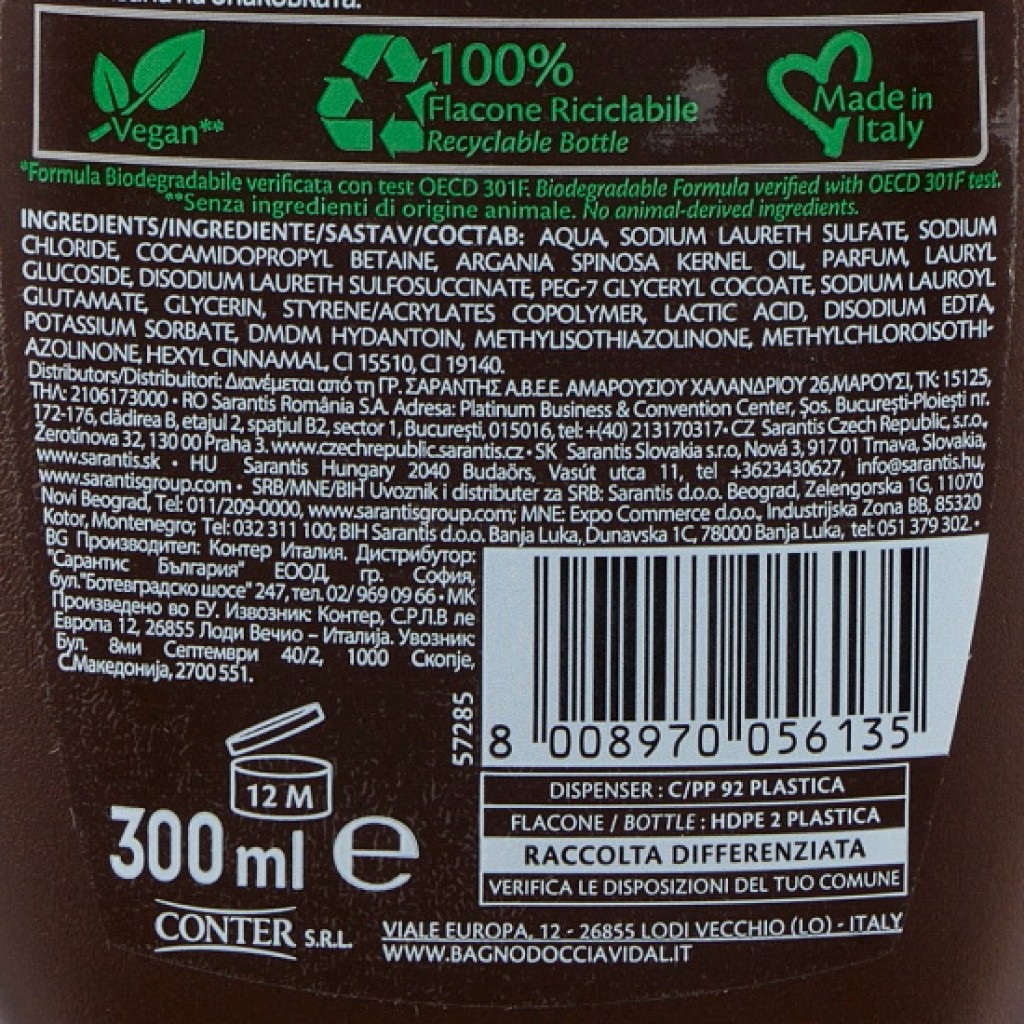 Vegan**
100%
Flacone Riciclabile
Recyclable Bottle
Made in
Italy
*Formula Biodegradabile verificata con test OECD 301F. Biodegradable Formula verified with OECD 301F test.
**Senza ingredienti di origine animale. No animal-derived ingredients.
INGREDIENTS/INGREDIENTE/SASTAV/СОСТАВ: AQUA, SODIUM LAURETH SULFATE, SODIUM
CHLORIDE, COCAMIDOPROPYL BETAINE, ARGANIA SPINOSA KERNEL OIL, PARFUM, LAURYL
GLUCOSIDE, DISODIUM LAURETH SULFOSUCCINATE, PEG-7 GLYCERYL COCOATE, SODIUM LAUROYL
GLUTAMATE, GLYCERIN, STYRENE/ACRYLATES COPOLYMER, LACTIC ACID, DISODIUM EDTA,
POTASSIUM SORBATE, DMDM HYDANTOIN, METHYLISOTHIAZOLINONE, METHYLCHLOROISOTHI-
AZOLINONE, HEXYL CINNAMAL, CI 15510, CI 19140.
Distributors/Distribuitori: Διανέμεται από τη ΓΡ. ΣΑΡΑΝΤΗΣ Α.Β.Ε.Ε. ΑΜΑΡΟΥΣΙΟΥ ΧΑΛΑΝΔΡΙΟΥ 26,ΜΑΡΟΥΣΙ, ΤΚ: 15125,
ΤΗΛ: 2106173000 • RO Sarantis România S.A. Adresa: Platinum Business & Convention Center, Șos. București-Ploiești nr.
172-176, clădirea B, etajul 2, spațiul B2, sector 1, București, 015016, tel: +(40) 213170317 • CZ Sarantis Czech Republic, s.r.o.,
Žerotínova 32, 130 00 Praha 3. www.czechrepublic.sarantis.cz • SK Sarantis Slovakia s.r.o, Nová 3, 917 01 Trnava, Slovakia,
www.sarantis.sk • HU Sarantis Hungary 2040 Budaörs, Vasút utca 11, tel +3623430627, info@sarantis.hu,
www.sarantisgroup.com • SRB/MNE/BIH Uvoznik i distributer za SRB: Sarantis d.o.o. Beograd, Zelengorska 1G, 11070
Novi Beograd, Tel: 011/209-0000, www.sarantisgroup.com; MNE: Expo Commerce d.o.o., Industrijska Zona BB, 85320
Kotor, Montenegro; Tel: 032 311 100; BIH Sarantis d.o.o. Banja Luka, Dunavska 1C, 78000 Banja Luka, tel: 051 379 302. •
BG Производител: Контер Италия. Дистрибутор:
"Сарантис България" ЕООД, гр. София,
бул."Ботевградско шосе" 247, тел. 02/ 969 09 66 • МК
Произведено во ЕУ. Извозник: Контер, С.Р.Л.В ле
Европа 12, 26855 Лоди Вечио – Италија. Увозник:
Бул. 8ми Септември 40/2, 1000 Скопје,
С.Македонија, 2700 551.
57285
8 008970 056135
12 M
300 ml e
DISPENSER : C/PP 92 PLASTICA
FLACONE / BOTTLE : HDPE 2 PLASTICA
RACCOLTA DIFFERENZIATA
VERIFICA LE DISPOSIZIONI DEL TUO COMUNE
CONTER S.R.L.
VIALE EUROPA, 12 - 26855 LODI VECCHIO (LO) - ITALY
WWW.BAGNODOCCIAVIDAL.IT